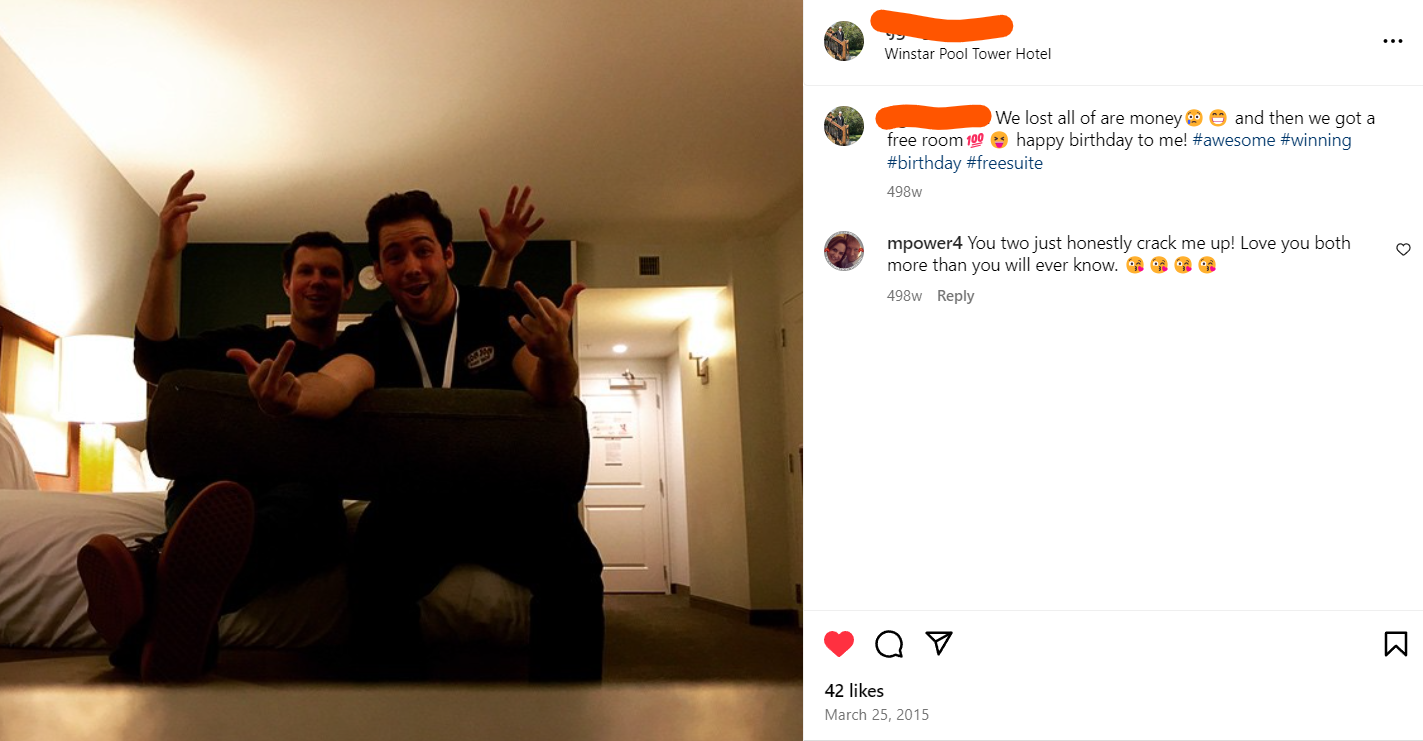 Winstar Pool Tower Hotel
We lost all of are money😢 😁 and then we got a
free room💯 😝 happy birthday to me! #awesome #winning
#birthday #freesuite
498w
mpower4 You two just honestly crack me up! Love you both
more than you will ever know. 😘 😘 😘 😘
498w Reply
42 likes
March 25, 2015